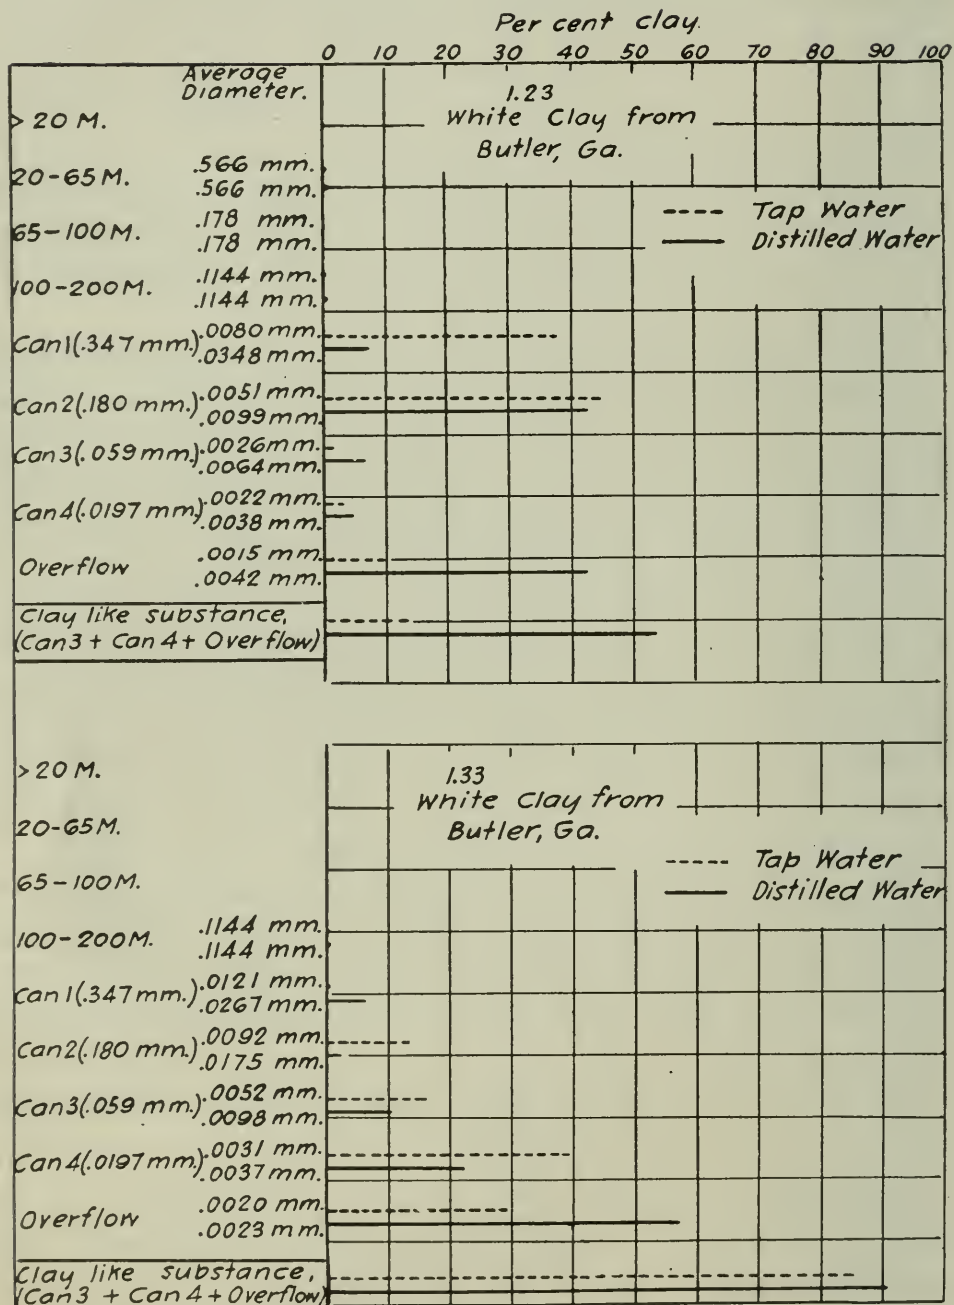 Per cent clay.
0 10 20 30 40 50 60 70 80 90 100
Average
Diameter.
1.23
White Clay from
Butler, Ga.
> 20 M.
20-65 M. .566 mm.
.566 mm.
---- Tap Water
—— Distilled Water
65-100 M. .178 mm.
.178 mm.
100-200 M. .1144 mm.
.1144 mm.
Can 1 (.347 mm.) .0080 mm.
.0348 mm.
Can 2 (.180 mm.) .0051 mm.
.0099 mm.
Can 3 (.059 mm.) .0026 mm.
.0064 mm.
Can 4 (.0197 mm.) .0022 mm.
.0038 mm.
Overflow .0015 mm.
.0042 mm.
Clay like substance,
(Can 3 + Can 4 + Overflow)
> 20 M.
1.33
White Clay from
Butler, Ga.
20-65 M.
---- Tap Water
—— Distilled Water
65-100 M.
100-200 M. .1144 mm.
.1144 mm.
Can 1 (.347 mm.) .0121 mm.
.0267 mm.
Can 2 (.180 mm.) .0092 mm.
.0175 mm.
Can 3 (.059 mm.) .0052 mm.
.0098 mm.
Can 4 (.0197 mm.) .0031 mm.
.0037 mm.
Overflow .0020 mm.
.0023 mm.
Clay like substance,
(Can 3 + Can 4 + Overflow)